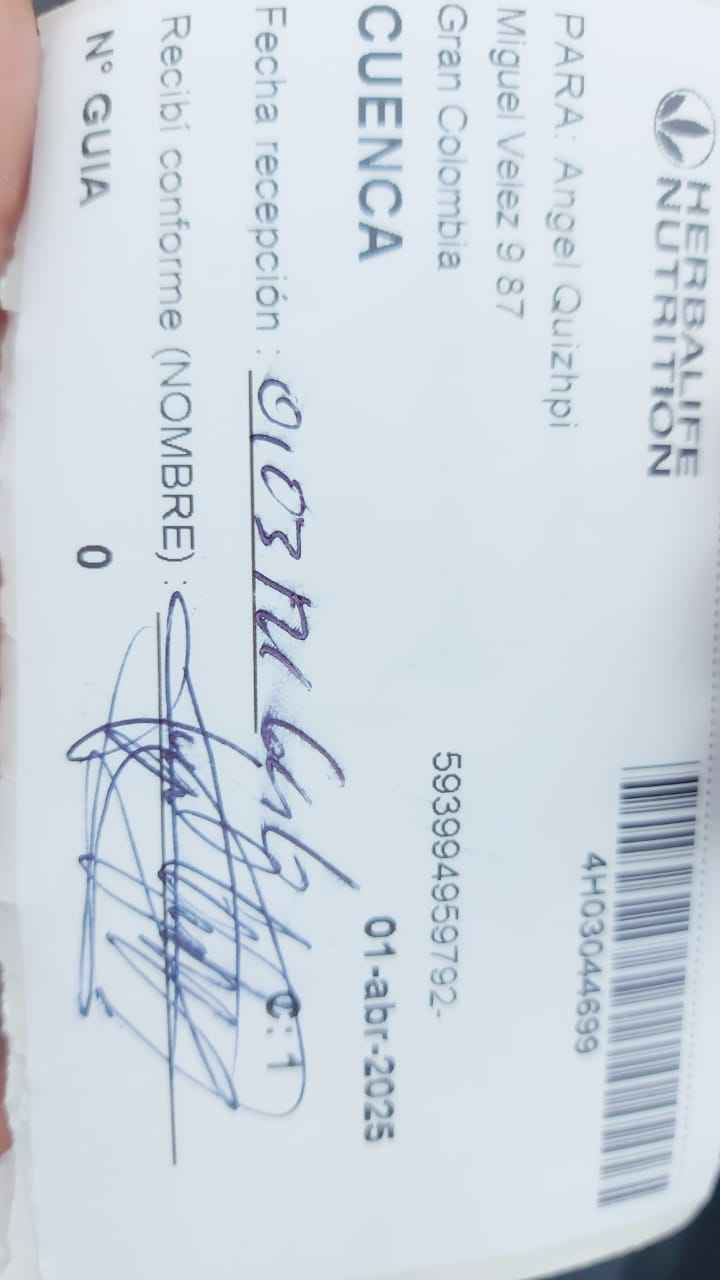 HERBALIFE
NUTRITION
4H03044699
PARA: Angel Quizhpi
Miguel Velez 9 87
Gran Colombia
593994959792-
CUENCA
01-abr-2025
Fecha recepción :
C: 1
Recibí conforme (NOMBRE) :
N° GUIA 0